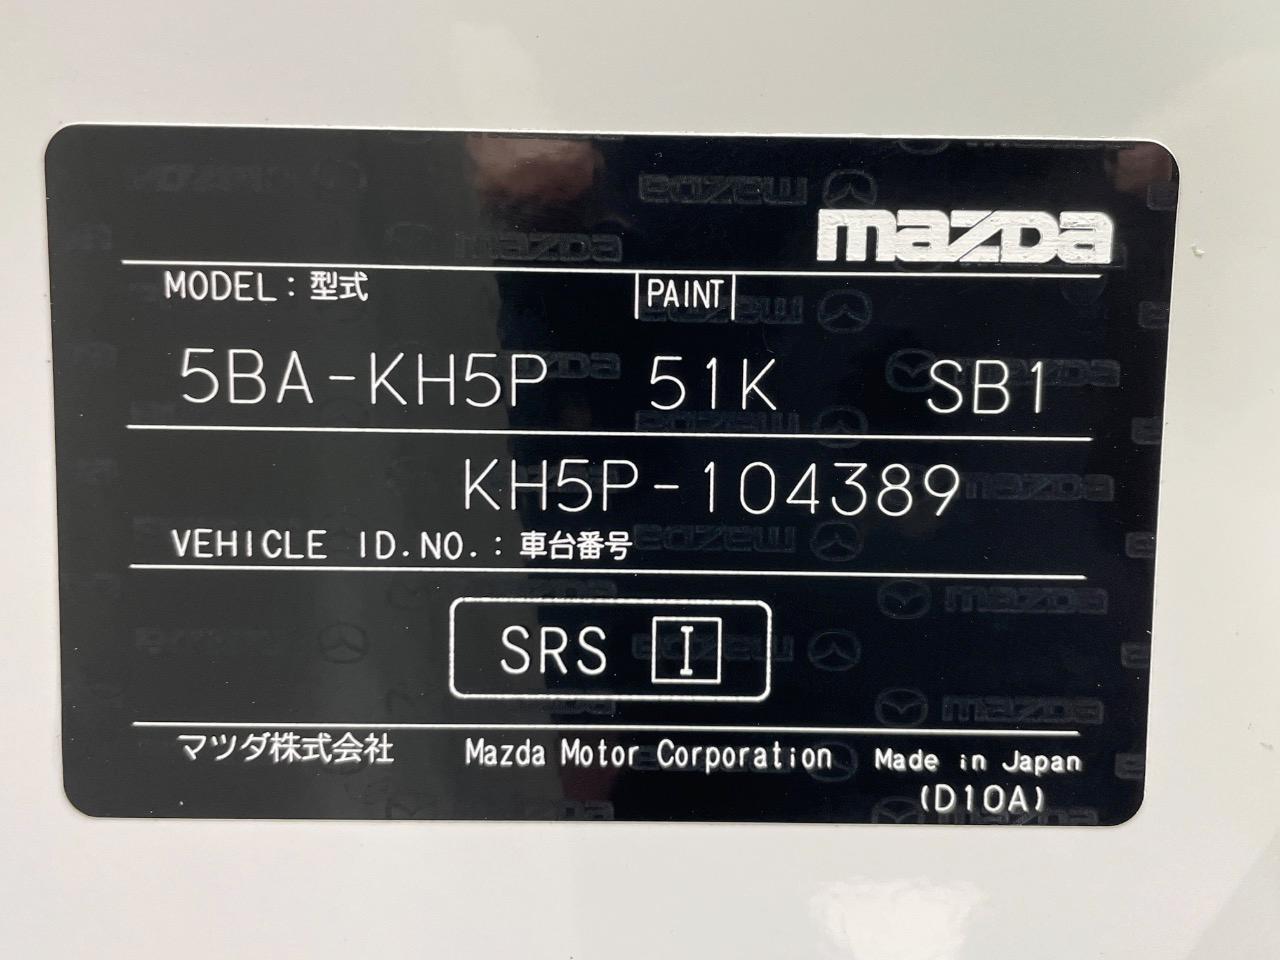 mazda
MODEL : 型式 PAINT
5BA-KH5P 51K SB1
KH5P-104389
VEHICLE ID.NO. : 車台番号
SRS I
マツダ株式会社 Mazda Motor Corporation Made in Japan
(D10A)